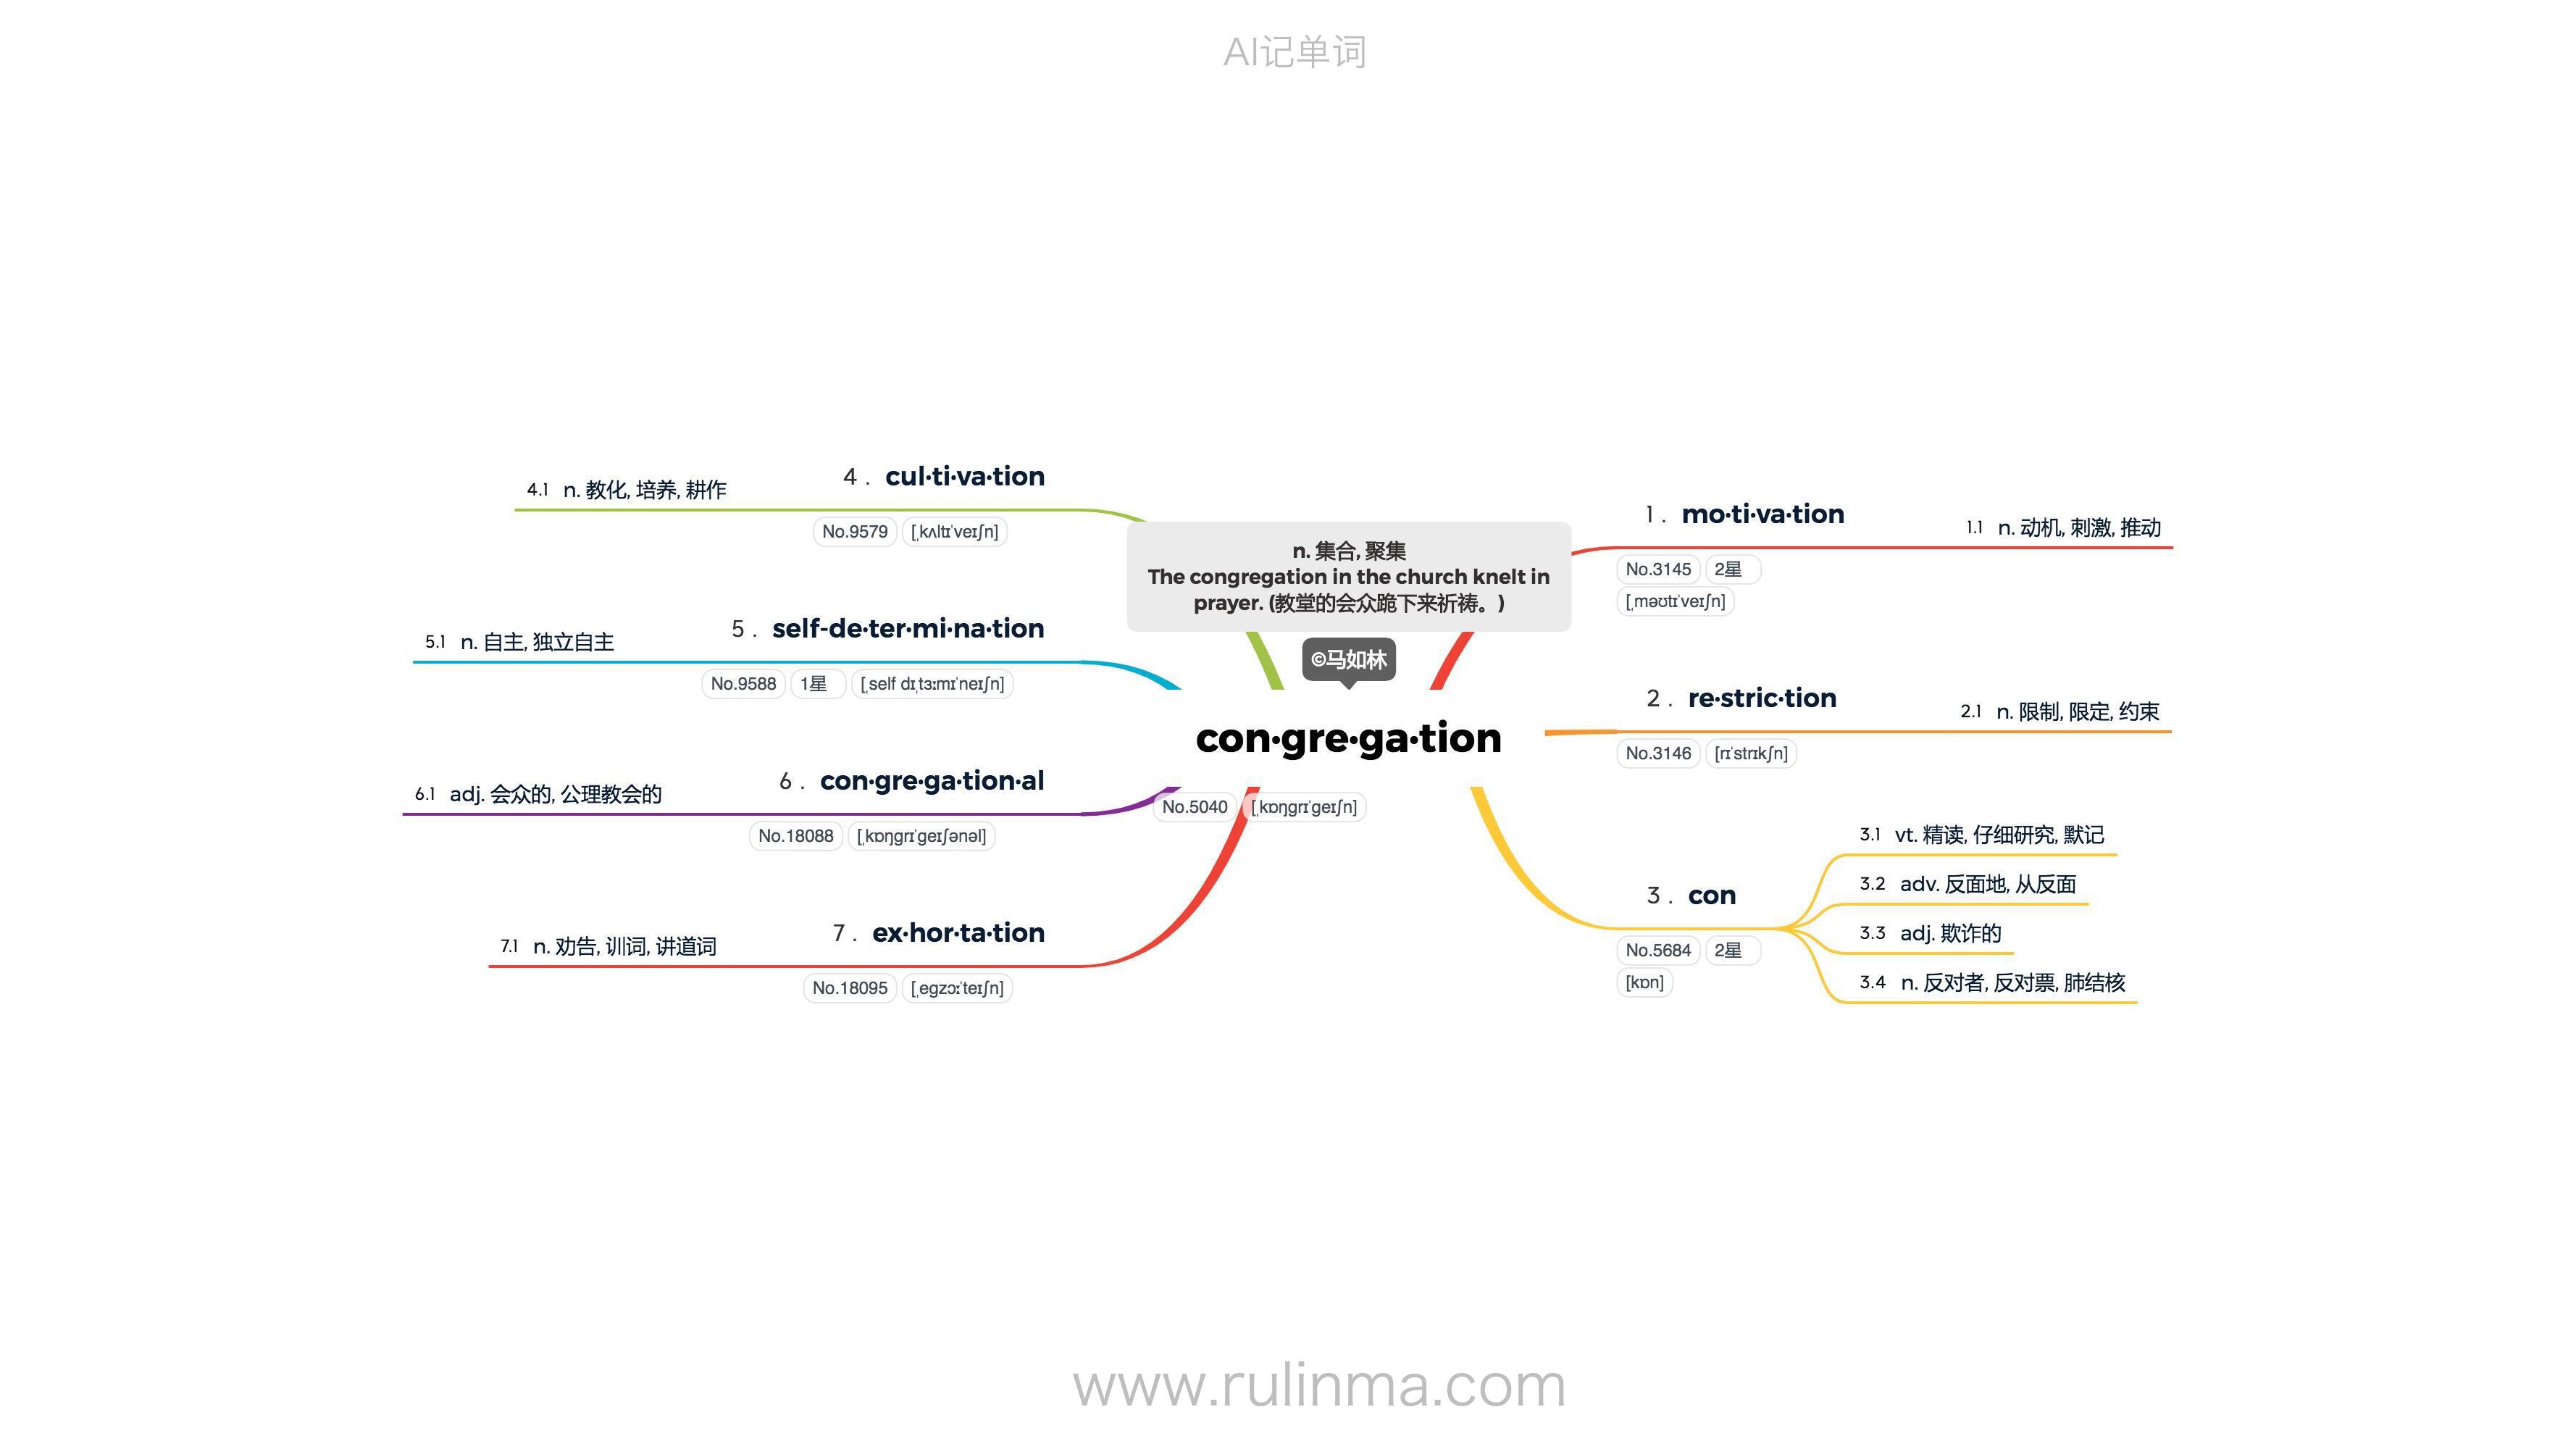 AI记单词
n. 集合, 聚集
The congregation in the church knelt in
prayer. (教堂的会众跪下来祈祷。)
©马如林
con·gre·ga·tion
No.5040 [ˌkɒŋɡrɪˈɡeɪʃn]
1 . mo·ti·va·tion
No.3145 2星
[ˌməʊtɪˈveɪʃn]
1.1 n. 动机, 刺激, 推动
2 . re·stric·tion
No.3146 [rɪˈstrɪkʃn]
2.1 n. 限制, 限定, 约束
3 . con
No.5684 2星
[kɒn]
3.1 vt. 精读, 仔细研究, 默记
3.2 adv. 反面地, 从反面
3.3 adj. 欺诈的
3.4 n. 反对者, 反对票, 肺结核
4 . cul·ti·va·tion
No.9579 [ˌkʌltɪˈveɪʃn]
4.1 n. 教化, 培养, 耕作
5 . self-de·ter·mi·na·tion
No.9588 1星 [ˌself dɪˌtɜːmɪˈneɪʃn]
5.1 n. 自主, 独立自主
6 . con·gre·ga·tion·al
No.18088 [ˌkɒŋɡrɪˈɡeɪʃənəl]
6.1 adj. 会众的, 公理教会的
7 . ex·hor·ta·tion
No.18095 [ˌegzɔːˈteɪʃn]
7.1 n. 劝告, 训词, 讲道词
www.rulinma.com